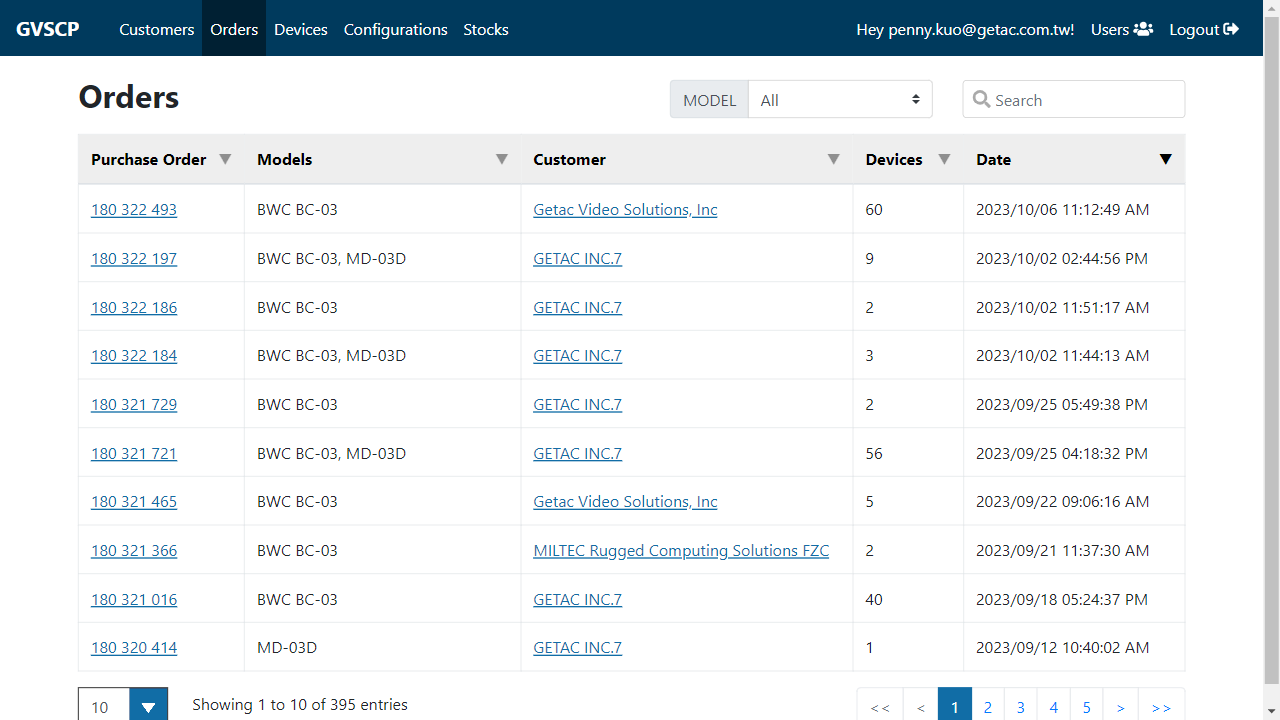 GVSCP Customers Orders Devices Configurations Stocks Hey penny.kuo@getac.com.tw! Users Logout
Orders MODEL All Search
Purchase Order Models Customer Devices Date
180 322 493 BWC BC-03 Getac Video Solutions, Inc 60 2023/10/06 11:12:49 AM
180 322 197 BWC BC-03, MD-03D GETAC INC.7 9 2023/10/02 02:44:56 PM
180 322 186 BWC BC-03 GETAC INC.7 2 2023/10/02 11:51:17 AM
180 322 184 BWC BC-03, MD-03D GETAC INC.7 3 2023/10/02 11:44:13 AM
180 321 729 BWC BC-03 GETAC INC.7 2 2023/09/25 05:49:38 PM
180 321 721 BWC BC-03, MD-03D GETAC INC.7 56 2023/09/25 04:18:32 PM
180 321 465 BWC BC-03 Getac Video Solutions, Inc 5 2023/09/22 09:06:16 AM
180 321 366 BWC BC-03 MILTEC Rugged Computing Solutions FZC 2 2023/09/21 11:37:30 AM
180 321 016 BWC BC-03 GETAC INC.7 40 2023/09/18 05:24:37 PM
180 320 414 MD-03D GETAC INC.7 1 2023/09/12 10:40:02 AM
10 Showing 1 to 10 of 395 entries << < 1 2 3 4 5 > >>